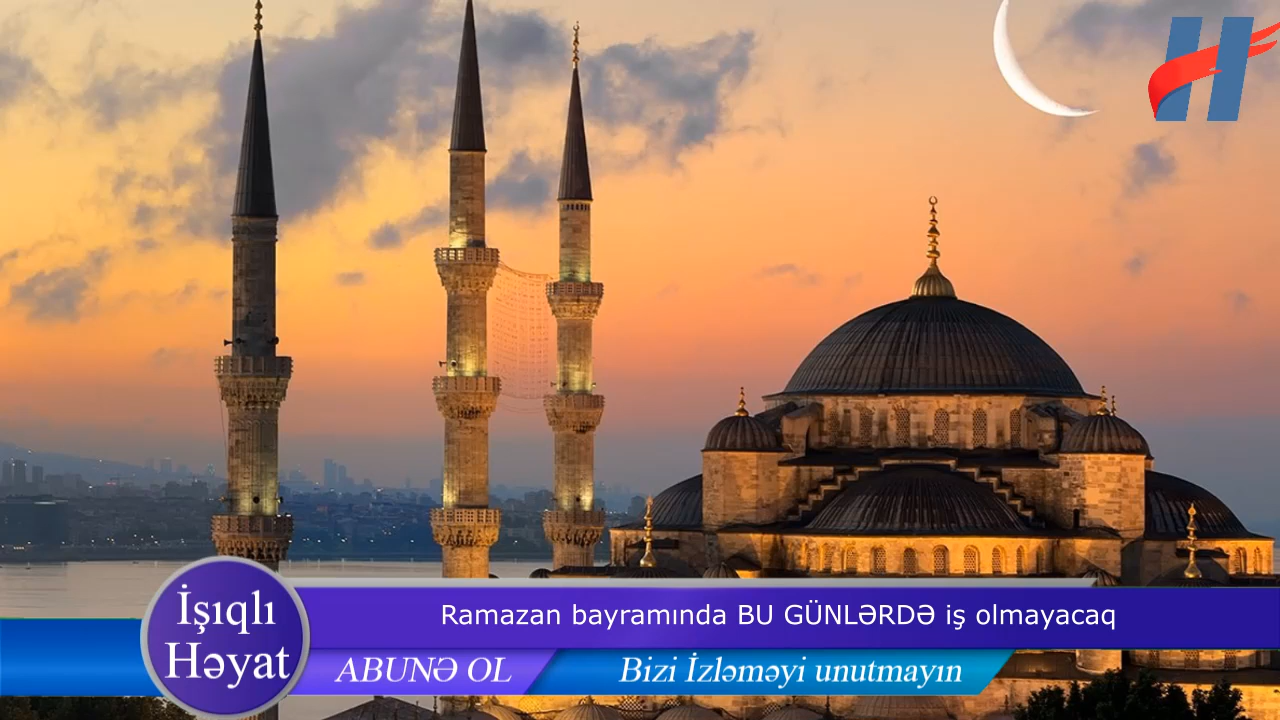 H
Ramazan bayramında BU GÜNLƏRDƏ iş olmayacaq
İşıqlı
Həyat
ABUNƏ OL
Bizi İzləməyi unutmayın